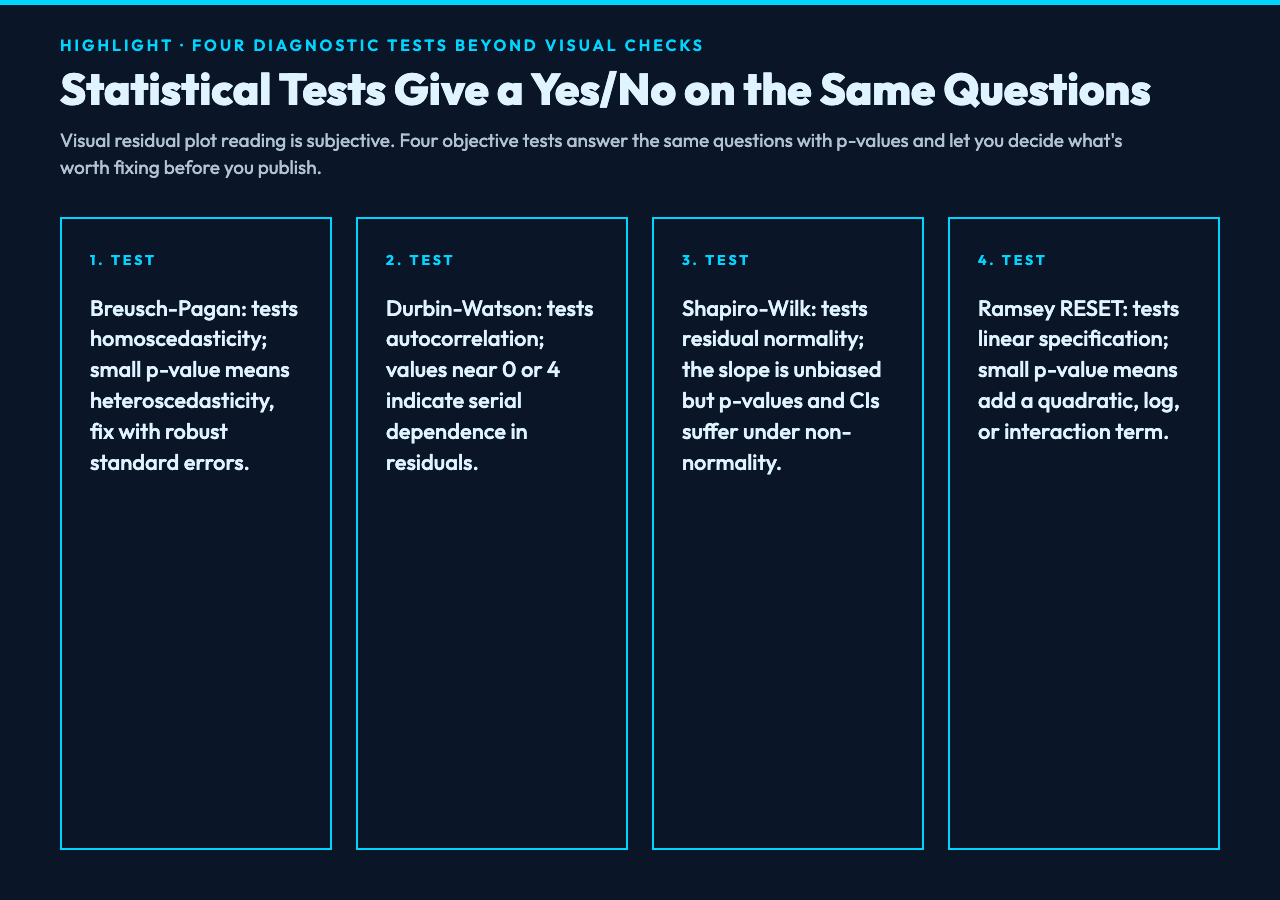 HIGHLIGHT · FOUR DIAGNOSTIC TESTS BEYOND VISUAL CHECKS
Statistical Tests Give a Yes/No on the Same Questions
Visual residual plot reading is subjective. Four objective tests answer the same questions with p-values and let you decide what's
worth fixing before you publish.
1. TEST
Breusch-Pagan: tests
homoscedasticity;
small p-value means
heteroscedasticity,
fix with robust
standard errors.
2. TEST
Durbin-Watson: tests
autocorrelation;
values near 0 or 4
indicate serial
dependence in
residuals.
3. TEST
Shapiro-Wilk: tests
residual normality;
the slope is unbiased
but p-values and CIs
suffer under non-
normality.
4. TEST
Ramsey RESET: tests
linear specification;
small p-value means
add a quadratic, log,
or interaction term.